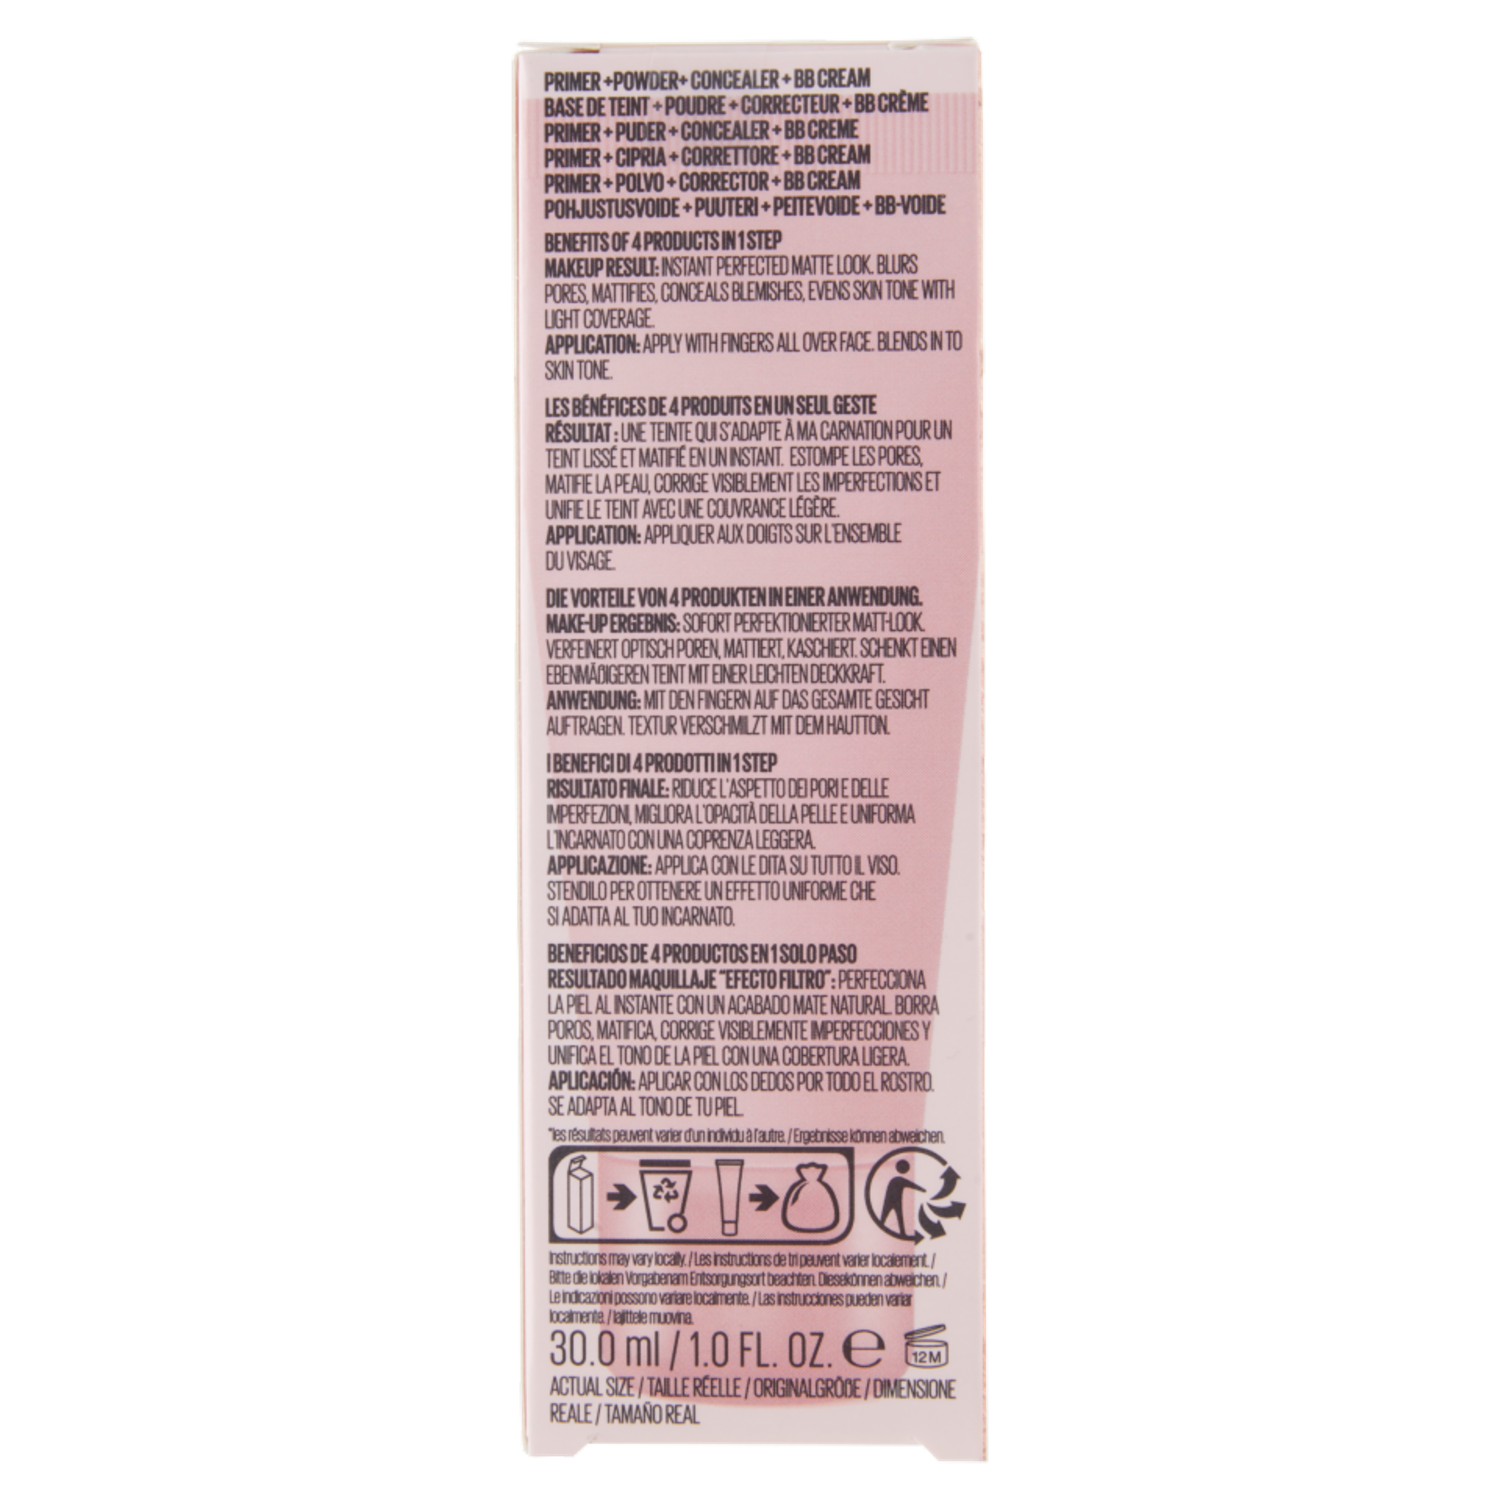 PRIMER +POWDER+ CONCEALER + BB CREAM
BASE DE TEINT + POUDRE + CORRECTEUR + BB CRÊME
PRIMER + PUDER + CONCEALER + BB CREME
PRIMER + CIPRIA + CORRETTORE + BB CREAM
PRIMER + POLVO + CORRECTOR + BB CREAM
POHJUSTUSVOIDE + PUUTERI + PEITEVOIDE + BB-VOIDE
BENEFITS OF 4 PRODUCTS IN 1 STEP
MAKEUP RESULT: INSTANT PERFECTED MATTE LOOK. BLURS
PORES, MATTIFIES, CONCEALS BLEMISHES, EVENS SKIN TONE WITH
LIGHT COVERAGE.
APPLICATION: APPLY WITH FINGERS ALL OVER FACE. BLENDS IN TO
SKIN TONE.
LES BÉNÉFICES DE 4 PRODUITS EN UN SEUL GESTE
RÉSULTAT : UNE TEINTE QUI S'ADAPTE À MA CARNATION POUR UN
TEINT LISSÉ ET MATIFIÉ EN UN INSTANT. ESTOMPE LES PORES,
MATIFIE LA PEAU, CORRIGE VISIBLEMENT LES IMPERFECTIONS ET
UNIFIE LE TEINT AVEC UNE COUVRANCE LÉGÈRE.
APPLICATION: APPLIQUER AUX DOIGTS SUR L'ENSEMBLE
DU VISAGE.
DIE VORTEILE VON 4 PRODUKTEN IN EINER ANWENDUNG.
MAKE-UP ERGEBNIS: SOFORT PERFEKTIONIERTER MATT-LOOK.
VERFEINERT OPTISCH POREN, MATTIERT, KASCHIERT. SCHENKT EINEN
EBENMÄßIGEREN TEINT MIT EINER LEICHTEN DECKKRAFT.
ANWENDUNG: MIT DEN FINGERN AUF DAS GESAMTE GESICHT
AUFTRAGEN. TEXTUR VERSCHMILZT MIT DEM HAUTTON.
I BENEFICI DI 4 PRODOTTI IN 1 STEP
RISULTATO FINALE: RIDUCE L'ASPETTO DEI PORI E DELLE
IMPERFEZIONI, MIGLIORA L'OPACITÀ DELLA PELLE E UNIFORMA
L'INCARNATO CON UNA COPRENZA LEGGERA.
APPLICAZIONE: APPLICA CON LE DITA SU TUTTO IL VISO.
STENDILO PER OTTENERE UN EFFETTO UNIFORME CHE
SI ADATTA AL TUO INCARNATO.
BENEFICIOS DE 4 PRODUCTOS EN 1 SOLO PASO
RESULTADO MAQUILLAJE "EFECTO FILTRO" : PERFECCIONA
LA PIEL AL INSTANTE CON UN ACABADO MATE NATURAL. BORRA
POROS, MATIFICA, CORRIGE VISIBLEMENTE IMPERFECCIONES Y
UNIFICA EL TONO DE LA PIEL CON UNA COBERTURA LIGERA.
APLICACIÓN: APLICAR CON LOS DEDOS POR TODO EL ROSTRO.
SE ADAPTA AL TONO DE TU PIEL.
*les résultats peuvent varier d'un individu à l'autre. / Ergebnisse können abweichen.
Instructions may vary locally. / Les instructions de tri peuvent varier localement. /
Bitte die lokalen Vorgabenam Entsorgungsort beachten. Diesekönnen abweichen. /
Le indicazioni possono variare localmente. / Las instrucciones pueden variar
localmente. / lajittele muovina.
30.0 ml / 1.0 FL. OZ. e 12 M
ACTUAL SIZE / TAILLE RÉELLE / ORIGINALGRÖßE / DIMENSIONE
REALE / TAMAÑO REAL